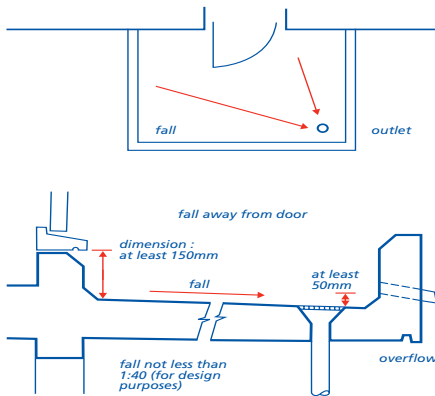 fall
outlet
fall away from door
dimension :
at least 150mm
fall
at least
50mm
fall not less than
1:40 (for design
purposes)
overflow